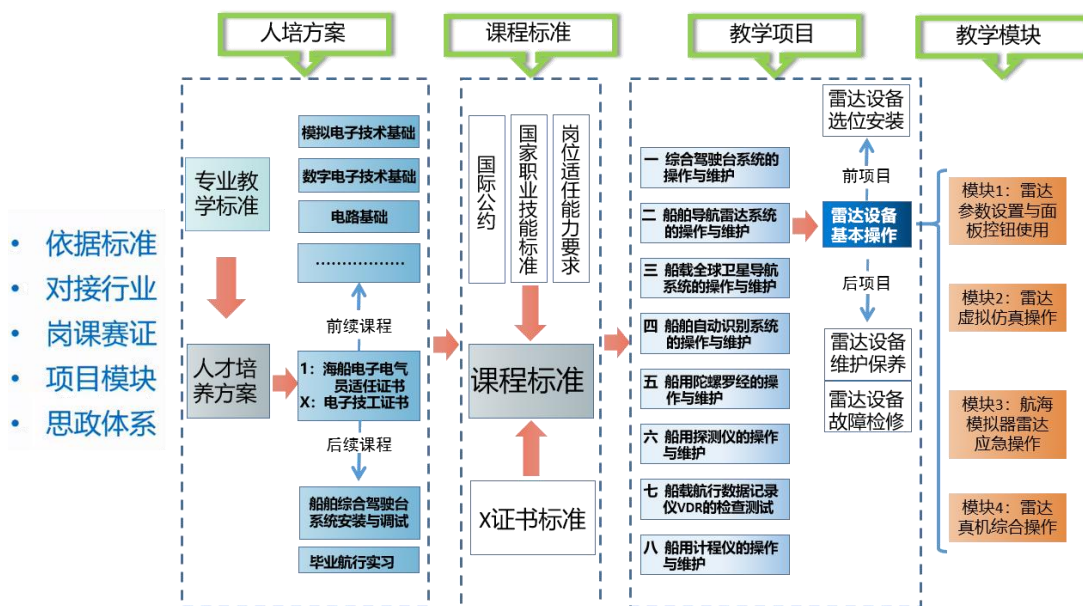 人培方案
课程标准
教学项目
教学模块
• 依据标准
• 对接行业
• 岗课赛证
• 项目模块
• 思政体系
专业教
学标准
人才培
养方案
模拟电子技术基础
数字电子技术基础
电路基础
………………
前续课程
1：海船电子电气
员适任证书
X：电子技工证书
后续课程
船舶综合驾驶台
系统安装与调试
毕业航行实习
国际公约
国家职业技能标准
岗位适任能力要求
课程标准
X证书标准
一 综合驾驶台系统的
操作与维护
二 船舶导航雷达系统
的操作与维护
三 船载全球卫星导航
系统的操作与维护
四 船舶自动识别系统
的操作与维护
五 船用陀螺罗经的操
作与维护
六 船用探测仪的操作
与维护
七 船载航行数据记录
仪VDR的检查测试
八 船用计程仪的操作
与维护
雷达设备
选位安装
前项目
雷达设备
基本操作
后项目
雷达设备
维护保养
雷达设备
故障检修
模块1：雷达
参数设置与面
板控钮使用
模块2：雷达
虚拟仿真操作
模块3：航海
模拟器雷达
应急操作
模块4：雷达
真机综合操作